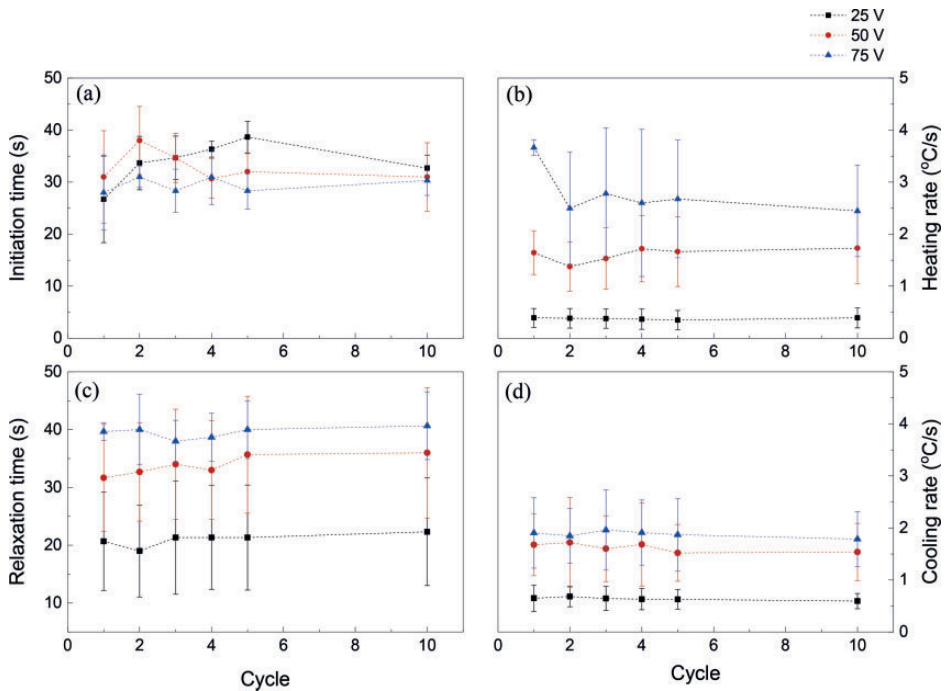 25 V
50 V
75 V
(a)
Initiation time (s)
50
40
30
20
10
0
0 2 4 6 8 10
(b)
Heating rate (ºC/s)
5
4
3
2
1
0
0 2 4 6 8 10
(c)
Relaxation time (s)
50
40
30
20
10
0 2 4 6 8 10
Cycle
(d)
Cooling rate (ºC/s)
5
4
3
2
1
0
0 2 4 6 8 10
Cycle